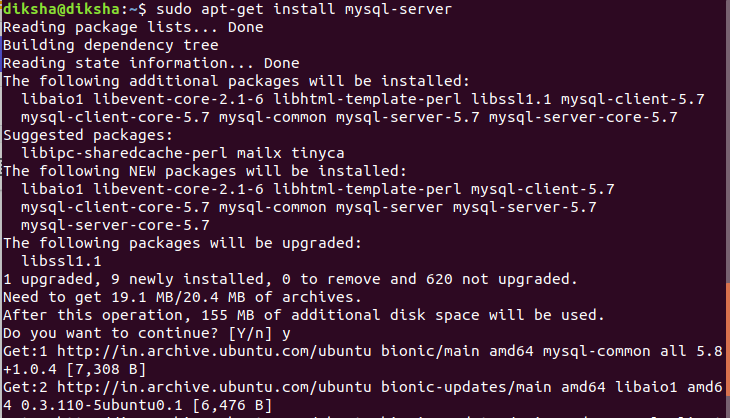 diksha@diksha:~$ sudo apt-get install mysql-server
Reading package lists... Done
Building dependency tree
Reading state information... Done
The following additional packages will be installed:
  libaio1 libevent-core-2.1-6 libhtml-template-perl libssl1.1 mysql-client-5.7
  mysql-client-core-5.7 mysql-common mysql-server-5.7 mysql-server-core-5.7
Suggested packages:
  libipc-sharedcache-perl mailx tinyca
The following NEW packages will be installed:
  libaio1 libevent-core-2.1-6 libhtml-template-perl mysql-client-5.7
  mysql-client-core-5.7 mysql-common mysql-server mysql-server-5.7
  mysql-server-core-5.7
The following packages will be upgraded:
  libssl1.1
1 upgraded, 9 newly installed, 0 to remove and 620 not upgraded.
Need to get 19.1 MB/20.4 MB of archives.
After this operation, 155 MB of additional disk space will be used.
Do you want to continue? [Y/n] y
Get:1 http://in.archive.ubuntu.com/ubuntu bionic/main amd64 mysql-common all 5.8
+1.0.4 [7,308 B]
Get:2 http://in.archive.ubuntu.com/ubuntu bionic-updates/main amd64 libaio1 amd6
4 0.3.110-5ubuntu0.1 [6,476 B]